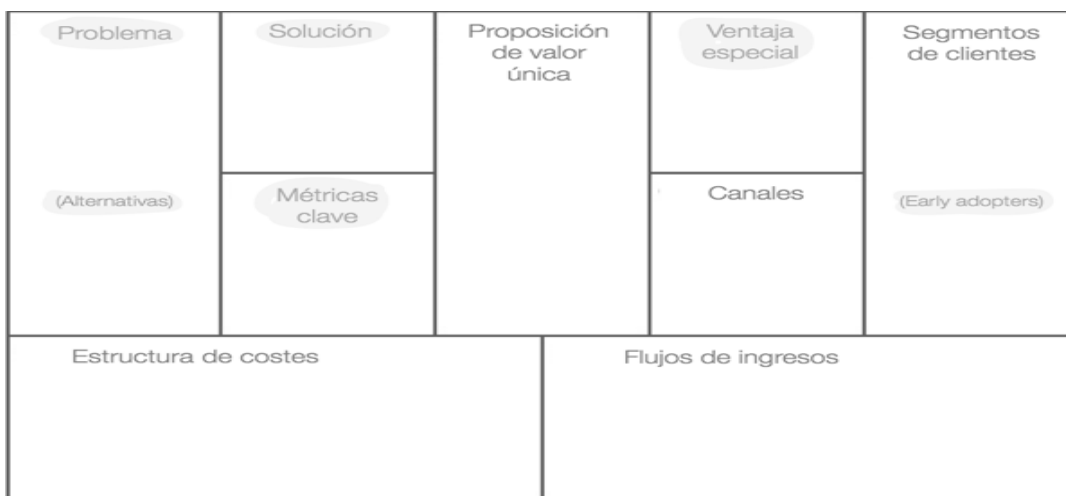 Problema
(Alternativas)
Solución
Métricas
clave
Proposición
de valor
única
Ventaja
especial
Canales
Segmentos
de clientes
(Early adopters)
Estructura de costes
Flujos de ingresos